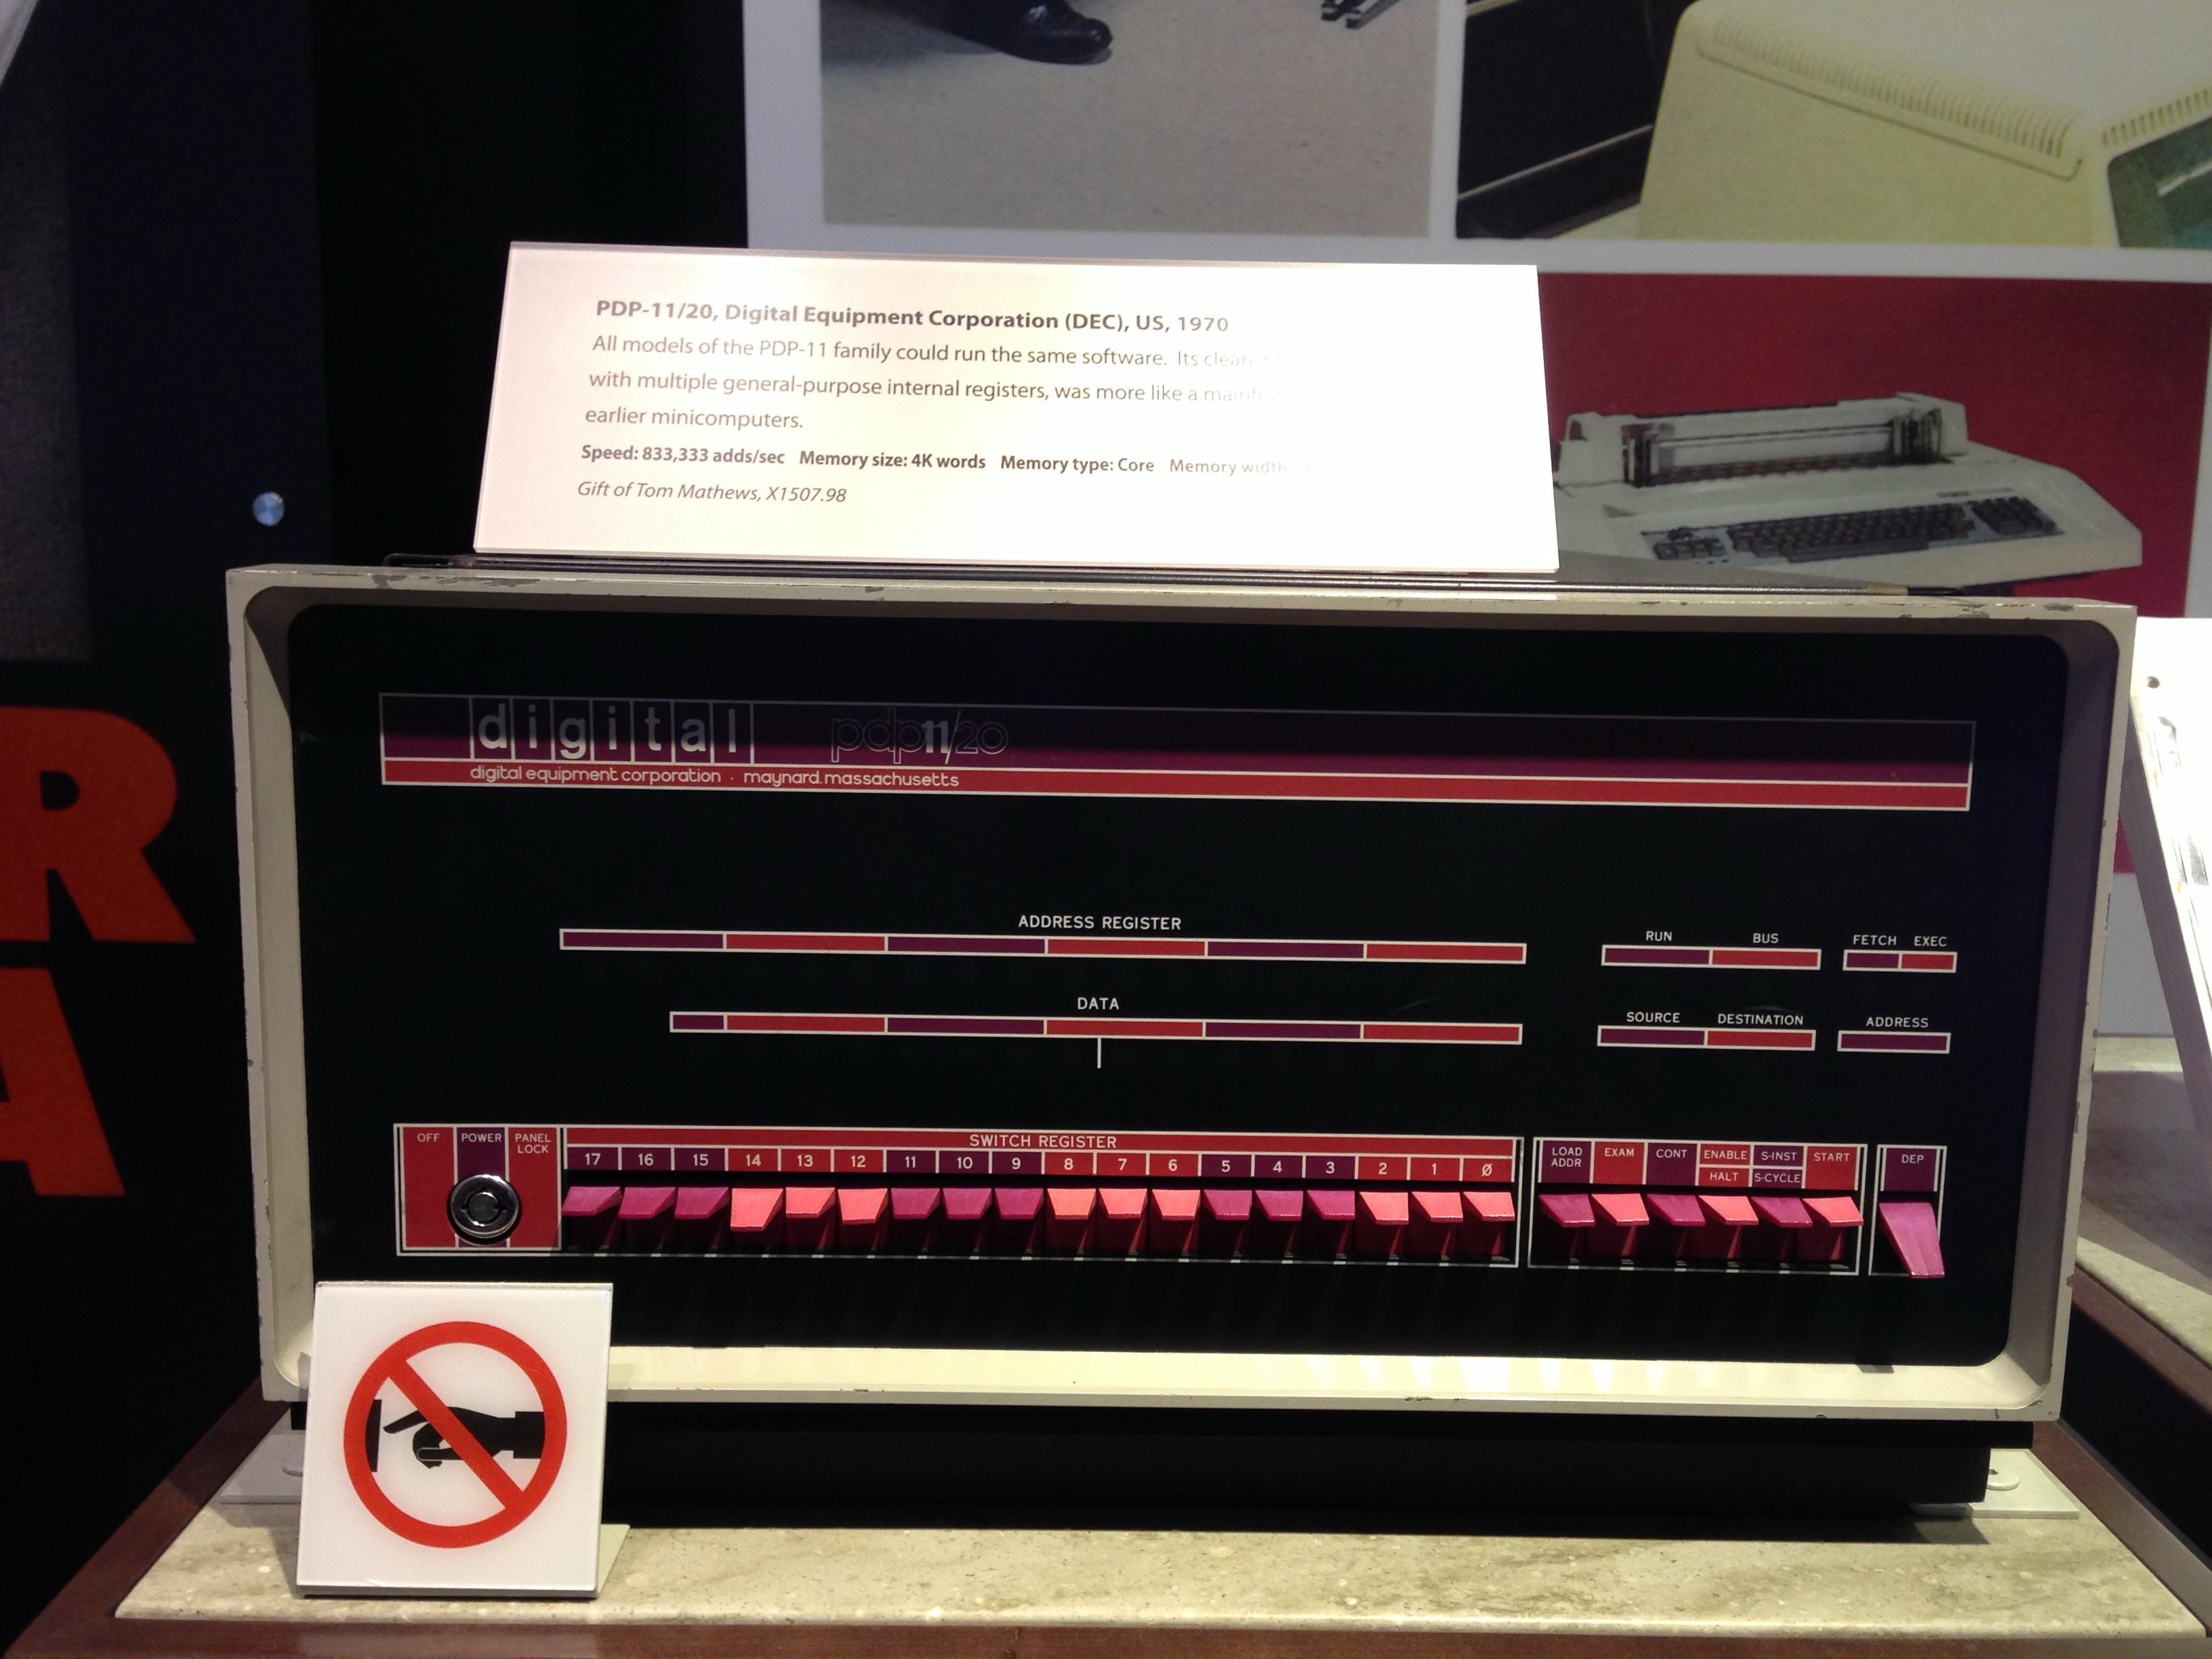 PDP-11/20, Digital Equipment Corporation (DEC), US, 1970
All models of the PDP-11 family could run the same software. Its clean
with multiple general-purpose internal registers, was more like a
earlier minicomputers.
Speed: 833,333 adds/sec Memory size: 4K words Memory type: Core Memory width
Gift of Tom Mathews, X1507.98
digital pdp11/20
digital equipment corporation · maynard. massachusetts
R
A
ADDRESS REGISTER
RUN BUS FETCH EXEC
DATA
SOURCE DESTINATION ADDRESS
OFF POWER PANEL LOCK
SWITCH REGISTER
17 16 15 14 13 12 11 10 9 8 7 6 5 4 3 2 1 Ø
LOAD ADDR EXAM CONT ENABLE HALT S-INST S-CYCLE START DEP